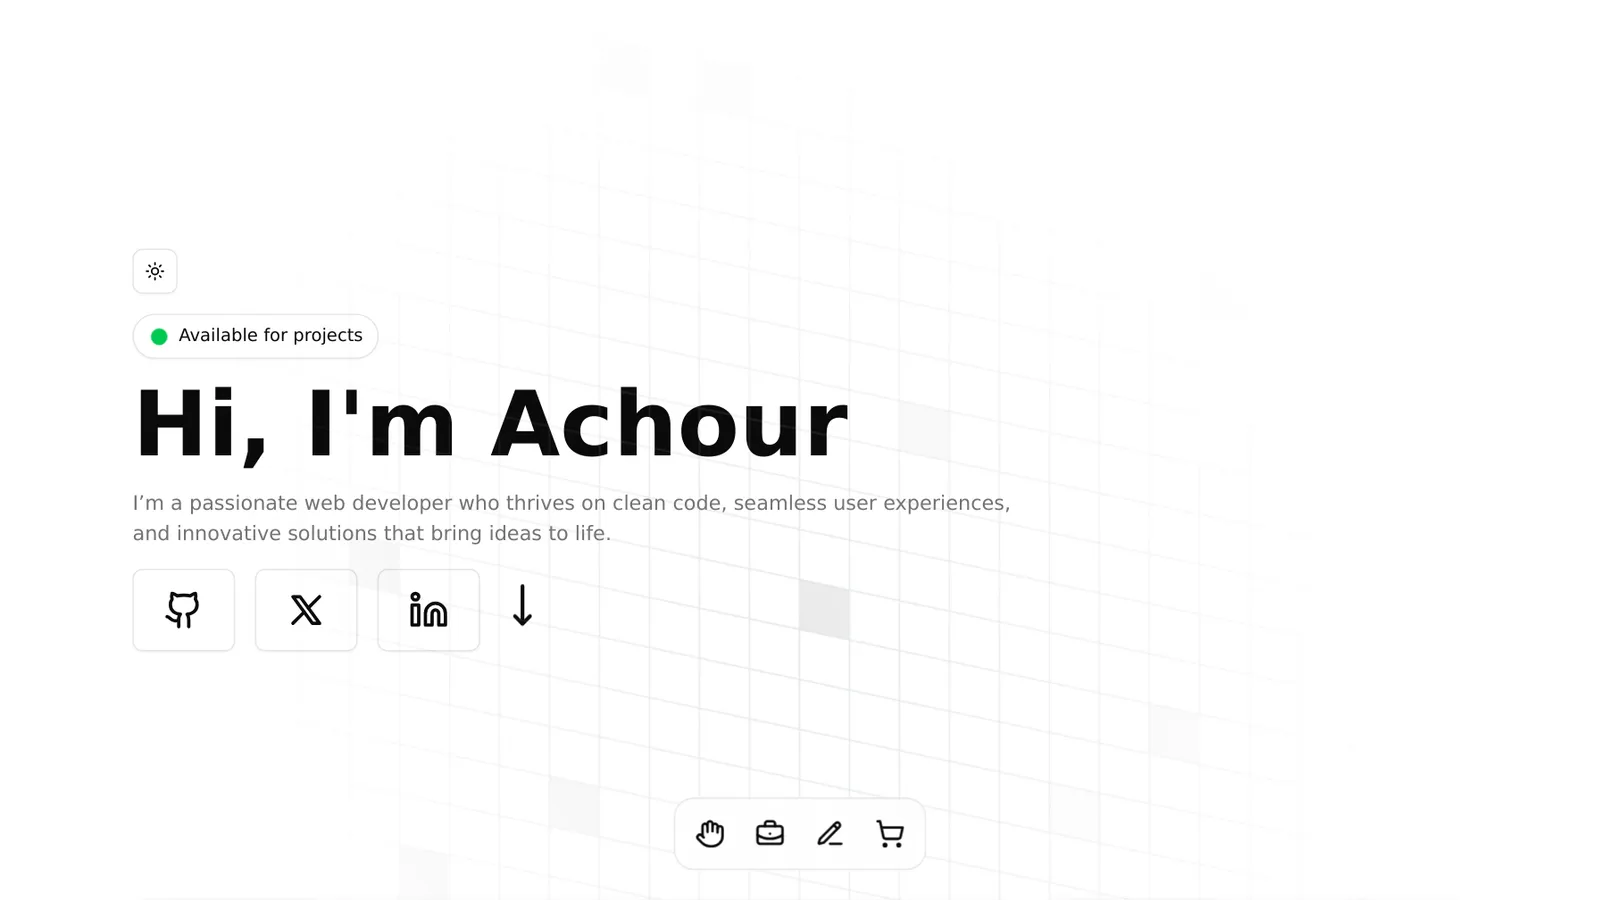 Available for projects
Hi, I'm Achour
I’m a passionate web developer who thrives on clean code, seamless user experiences,
and innovative solutions that bring ideas to life.